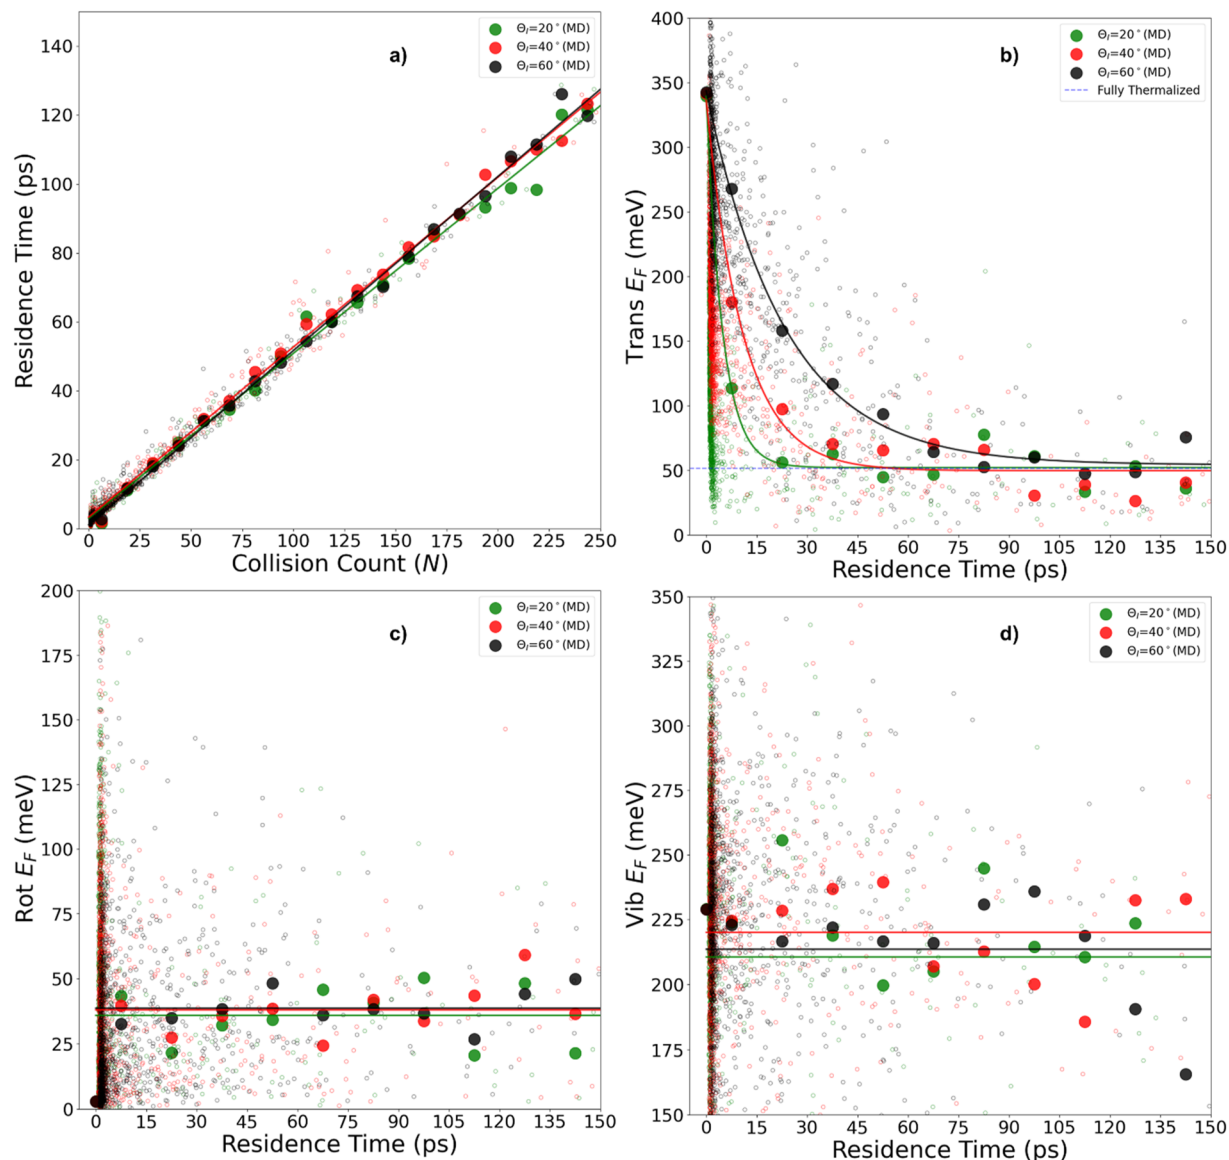 a)
Θ_I=20°(MD)
Θ_I=40°(MD)
Θ_I=60°(MD)
Residence Time (ps)
140
120
100
80
60
40
20
0
0 25 50 75 100 125 150 175 200 225 250
Collision Count (N)
b)
Θ_I=20°(MD)
Θ_I=40°(MD)
Θ_I=60°(MD)
Fully Thermalized
Trans E_F (meV)
400
350
300
250
200
150
100
50
0
0 15 30 45 60 75 90 105 120 135 150
Residence Time (ps)
c)
Θ_I=20°(MD)
Θ_I=40°(MD)
Θ_I=60°(MD)
Rot E_F (meV)
200
175
150
125
100
75
50
25
0
0 15 30 45 60 75 90 105 120 135 150
Residence Time (ps)
d)
Θ_I=20°(MD)
Θ_I=40°(MD)
Θ_I=60°(MD)
Vib E_F (meV)
350
325
300
275
250
225
200
175
150
0 15 30 45 60 75 90 105 120 135 150
Residence Time (ps)